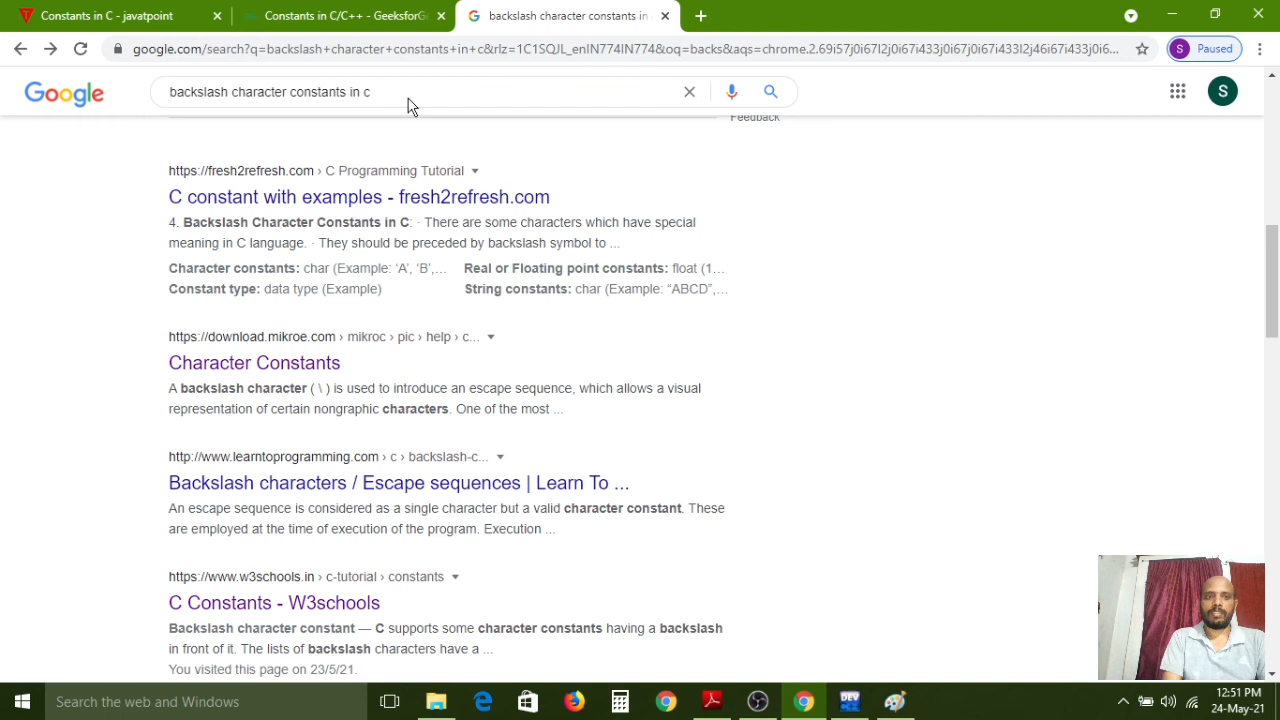 Constants in C - javatpoint
Constants in C/C++ - GeeksforGe
backslash character constants in
google.com/search?q=backslash+character+constants+in+c&rlz=1C1SQJL_enIN774IN774&oq=backs&aqs=chrome.2.69i57j0i67l2j0i67i433j0i67j0i67i433l2j46i67i433j0i6...
S
Paused
Google
backslash character constants in c
S
Feedback
https://fresh2refresh.com › C Programming Tutorial
C constant with examples - fresh2refresh.com
4. Backslash Character Constants in C: · There are some characters which have special
meaning in C language. · They should be preceded by backslash symbol to ...
Character constants: char (Example: ‘A’, ‘B’,... Real or Floating point constants: float (1...
Constant type: data type (Example) String constants: char (Example: “ABCD”,...
https://download.mikroe.com › mikroc › pic › help › c...
Character Constants
A backslash character ( \ ) is used to introduce an escape sequence, which allows a visual
representation of certain nongraphic characters. One of the most ...
http://www.learntoprogramming.com › c › backslash-c...
Backslash characters / Escape sequences | Learn To ...
An escape sequence is considered as a single character but a valid character constant. These
are employed at the time of execution of the program. Execution ...
https://www.w3schools.in › c-tutorial › constants
C Constants - W3schools
Backslash character constant — C supports some character constants having a backslash
in front of it. The lists of backslash characters have a ...
You visited this page on 23/5/21.
Search the web and Windows
DEV
12:51 PM
24-May-21